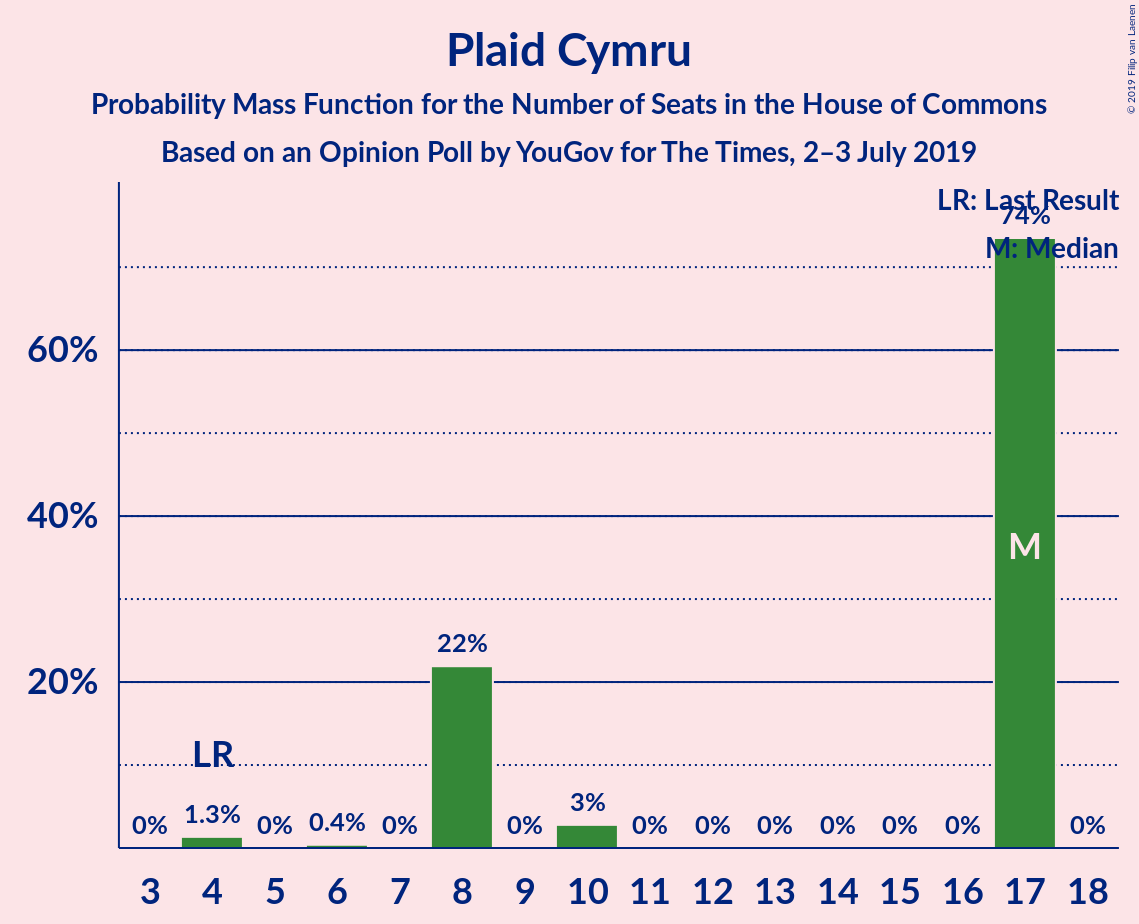 Plaid Cymru
Probability Mass Function for the Number of Seats in the House of Commons
Based on an Opinion Poll by YouGov for The Times, 2–3 July 2019
© 2019 Filip van Laenen
LR: Last Result
74%
M: Median
60%
40%
M
22%
20%
LR
0% 1.3% 0% 0.4% 0% 0% 3% 0% 0% 0% 0% 0% 0% 0%
3 4 5 6 7 8 9 10 11 12 13 14 15 16 17 18